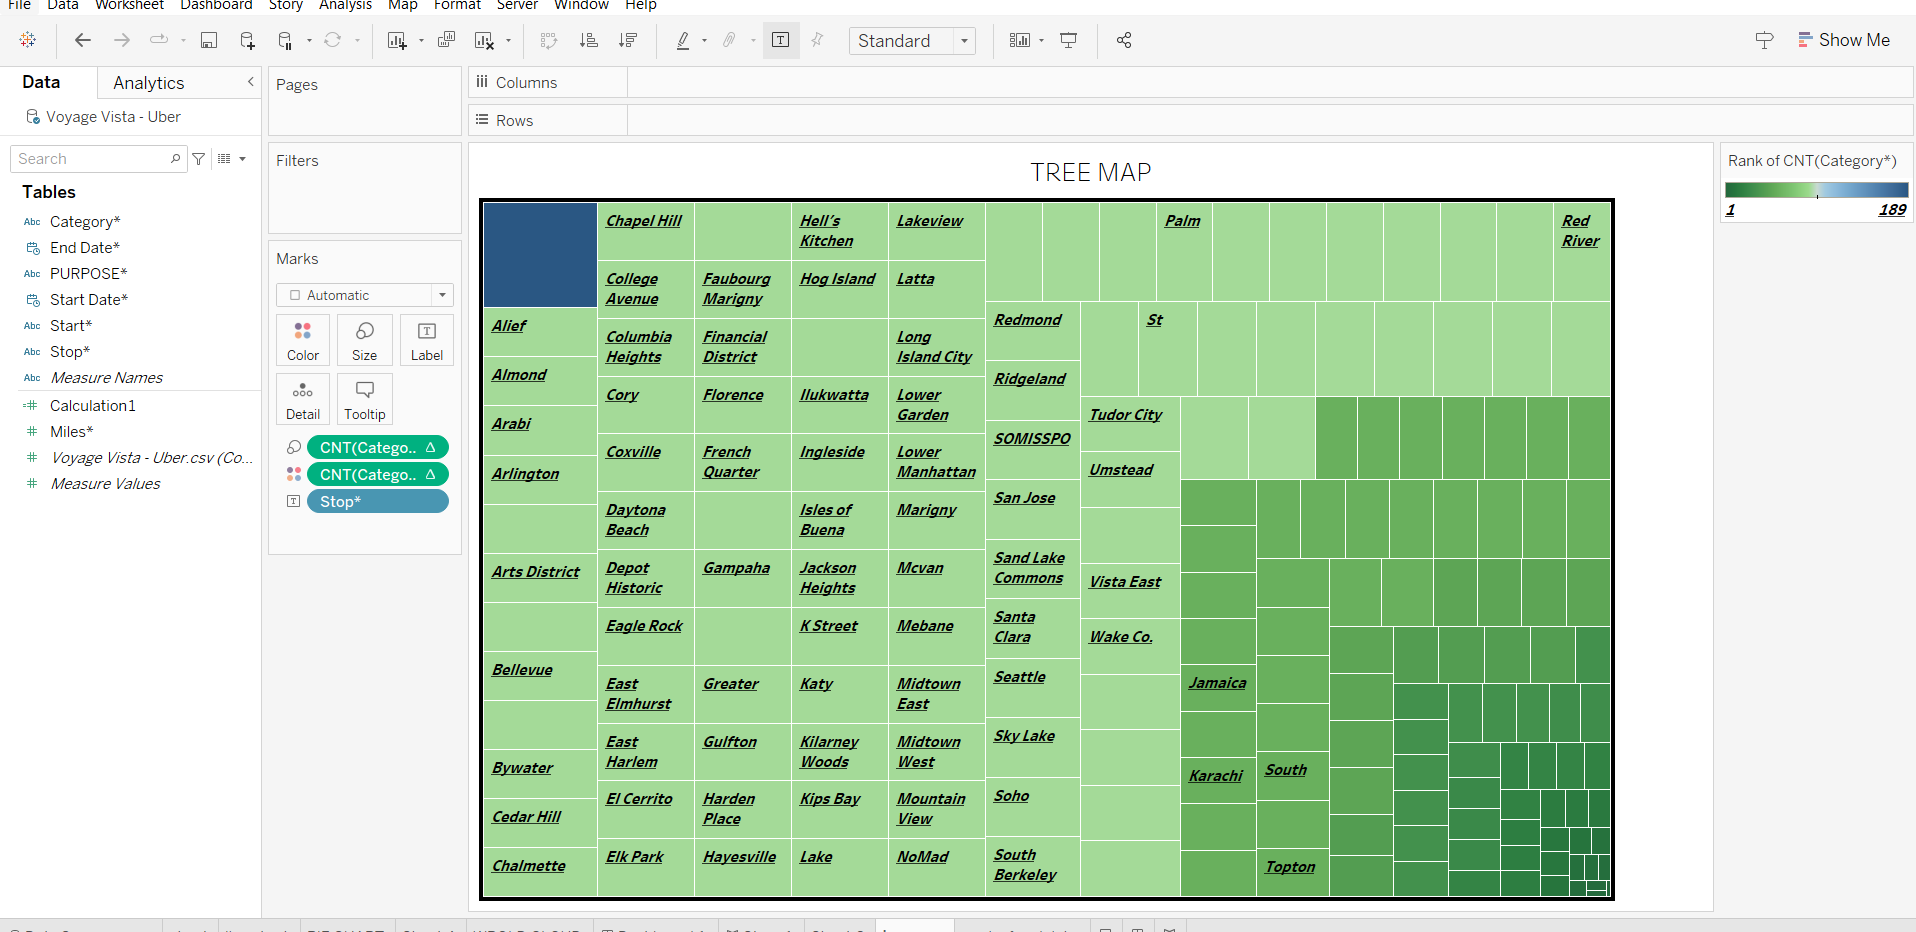 File Data Worksheet Dashboard Story Analysis Map Format Server Window Help
Standard
Show Me
Data Analytics
Voyage Vista - Uber
Search
Tables
Abc Category*
End Date*
Abc PURPOSE*
Start Date*
Abc Start*
Abc Stop*
Abc Measure Names
=# Calculation1
# Miles*
# Voyage Vista - Uber.csv (Co...
# Measure Values
Pages
Filters
Marks
Automatic
Color Size Label
Detail Tooltip
CNT(Catego.. Δ
CNT(Catego.. Δ
Stop*
Columns
Rows
TREE MAP
Alief
Almond
Arabi
Arlington
Arts District
Bellevue
Bywater
Cedar Hill
Chalmette
Chapel Hill
College
Avenue
Columbia
Heights
Cory
Coxville
Daytona
Beach
Depot
Historic
Eagle Rock
East
Elmhurst
East
Harlem
El Cerrito
Elk Park
Faubourg
Marigny
Financial
District
Florence
French
Quarter
Gampaha
Greater
Gulfton
Harden
Place
Hayesville
Hell's
Kitchen
Hog Island
Ilukwatta
Ingleside
Isles of
Buena
Jackson
Heights
K Street
Katy
Kilarney
Woods
Kips Bay
Lake
Lakeview
Latta
Long
Island City
Lower
Garden
Lower
Manhattan
Marigny
Mcvan
Mebane
Midtown
East
Midtown
West
Mountain
View
NoMad
Palm
Red
River
Redmond
Ridgeland
SOMISSPO
San Jose
Sand Lake
Commons
Santa
Clara
Seattle
Sky Lake
Soho
South
Berkeley
St
Tudor City
Umstead
Vista East
Wake Co.
Jamaica
Karachi
South
Topton
Rank of CNT(Category*)
1 189